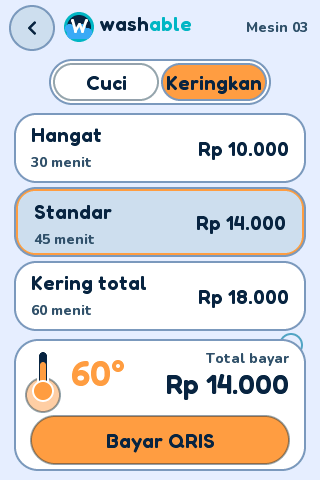 washable
Mesin 03
Cuci
Keringkan
Hangat
30 menit
Rp 10.000
Standar
45 menit
Rp 14.000
Kering total
60 menit
Rp 18.000
60°
Total bayar
Rp 14.000
Bayar QRIS